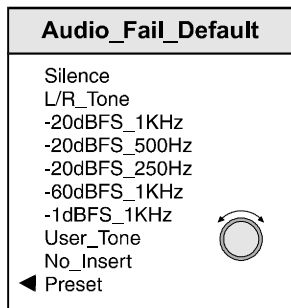 Audio_Fail_Default
Silence
L/R_Tone
-20dBFS_1KHz
-20dBFS_500Hz
-20dBFS_250Hz
-60dBFS_1KHz
-1dBFS_1KHz
User_Tone
No_Insert
Preset